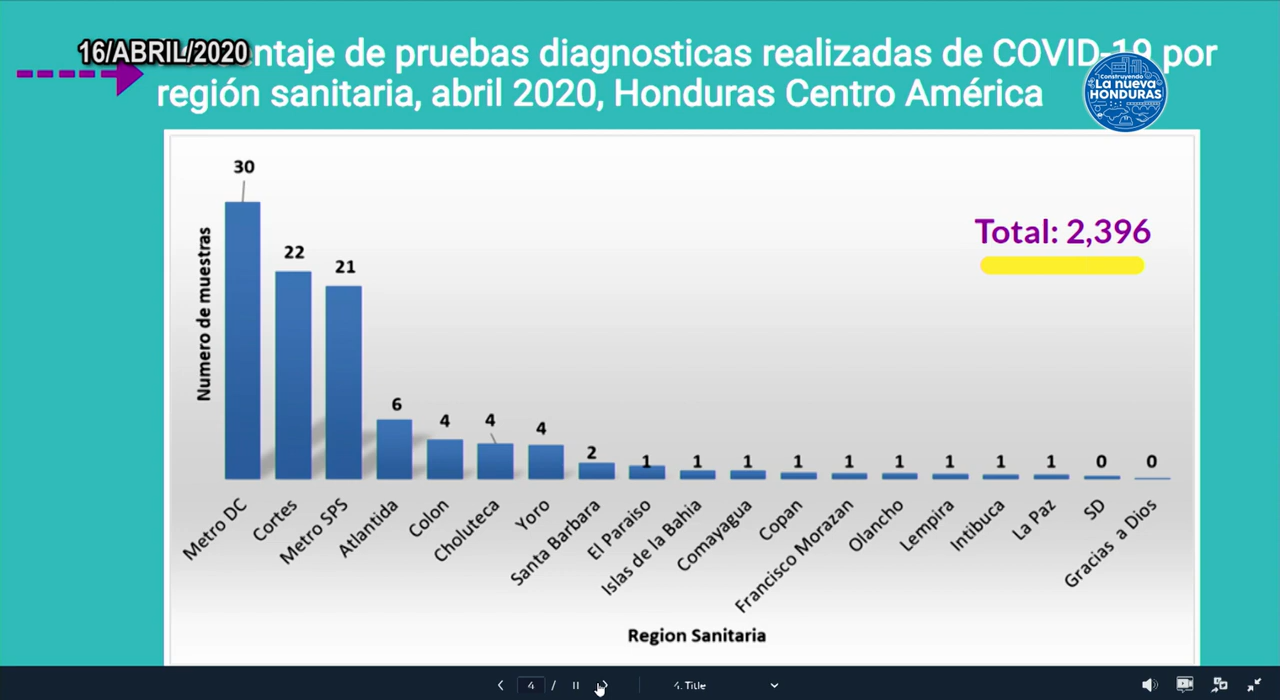 16/ABRIL/2020
ntaje de pruebas diagnosticas realizadas de COVID-19 por
región sanitaria, abril 2020, Honduras Centro América
Construyendo
La nueva
HONDURAS
Total: 2,396
Numero de muestras
30
22
21
6
4
4
4
2
1
1
1
1
1
1
1
1
1
0
0
Metro DC
Cortes
Metro SPS
Atlantida
Colon
Choluteca
Yoro
Santa Barbara
El Paraiso
Islas de la Bahia
Comayagua
Copan
Francisco Morazan
Olancho
Lempira
Intibuca
La Paz
SD
Gracias a Dios
Region Sanitaria
4 /
4. Title